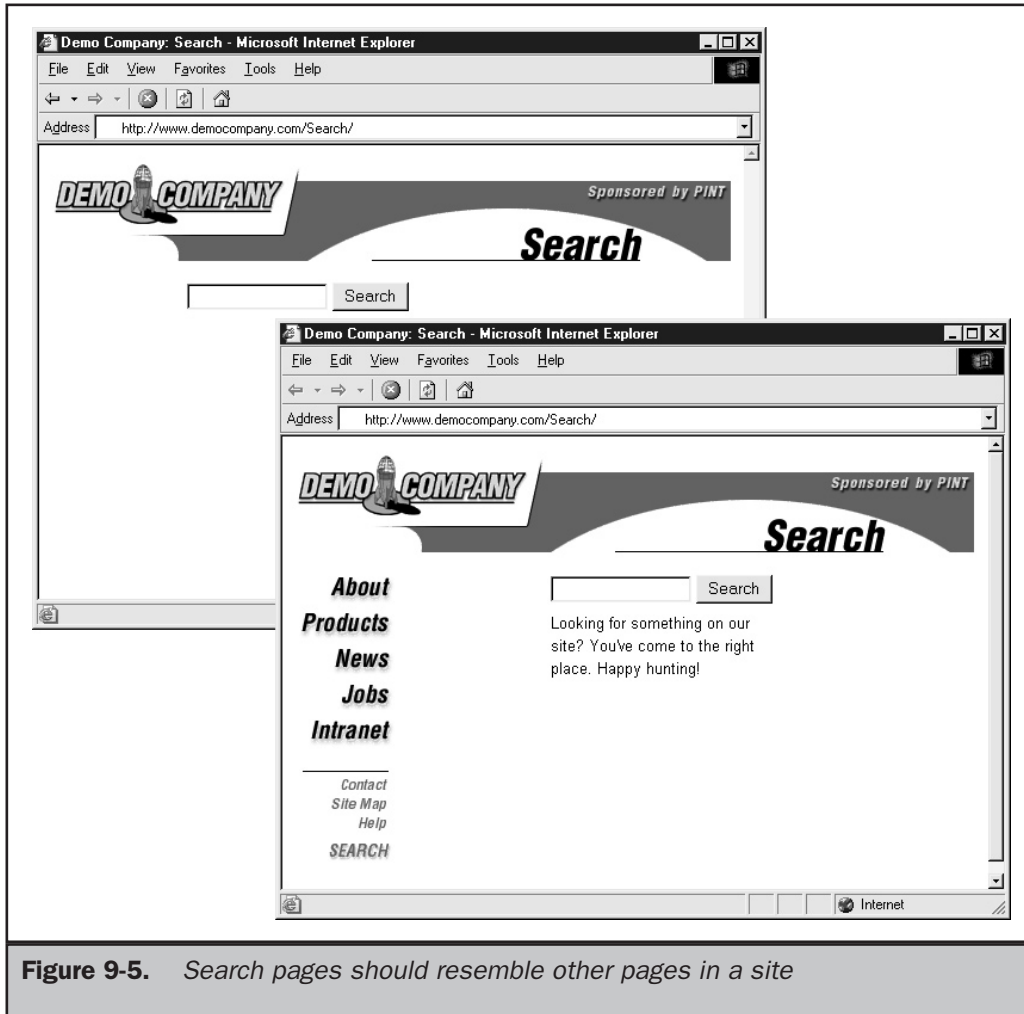 Demo Company: Search - Microsoft Internet Explorer
File Edit View Favorites Tools Help
Address http://www.democompany.com/Search/
DEMO COMPANY
Sponsored by PINT
Search
Search
Demo Company: Search - Microsoft Internet Explorer
File Edit View Favorites Tools Help
Address http://www.democompany.com/Search/
DEMO COMPANY
Sponsored by PINT
Search
About
Products
News
Jobs
Intranet
Contact
Site Map
Help
SEARCH
Search
Looking for something on our
site? You've come to the right
place. Happy hunting!
Internet
Figure 9-5. Search pages should resemble other pages in a site